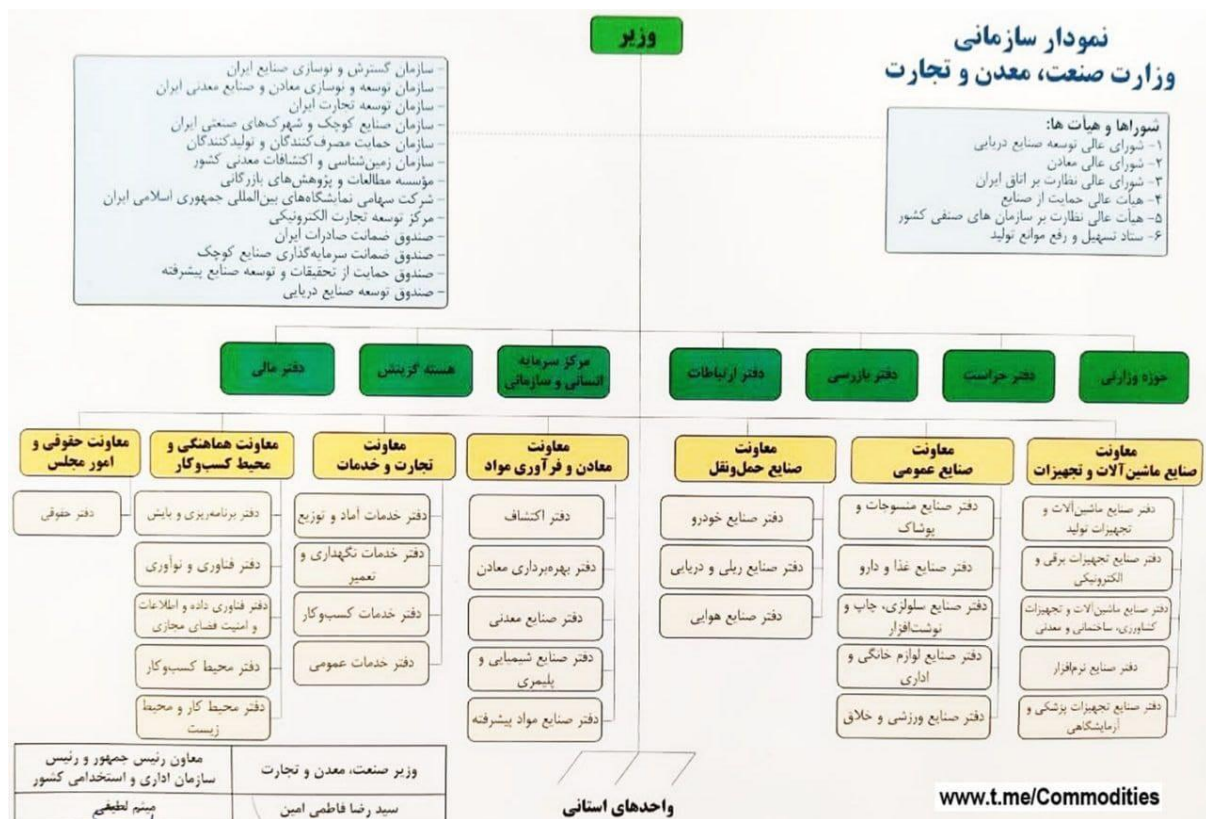 نمودار سازمانی
وزارت صنعت، معدن و تجارت
وزیر
شوراها و هیأت ها:
۱- شورای عالی توسعه صنایع دریایی
۲- شورای عالی معادن
۳- شورای عالی نظارت بر اتاق ایران
۴- هیأت عالی حمایت از صنایع
۵- هیأت عالی نظارت بر سازمان های صنفی کشور
۶- ستاد تسهیل و رفع موانع تولید
- سازمان گسترش و نوسازی صنایع ایران
- سازمان توسعه و نوسازی معادن و صنایع معدنی ایران
- سازمان توسعه تجارت ایران
- سازمان صنایع کوچک و شهرک‌های صنعتی ایران
- سازمان حمایت مصرف‌کنندگان و تولیدکنندگان
- سازمان زمین‌شناسی و اکتشافات معدنی کشور
- مؤسسه مطالعات و پژوهش‌های بازرگانی
- شرکت سهامی نمایشگاه‌های بین‌المللی جمهوری اسلامی ایران
- مرکز توسعه تجارت الکترونیکی
- صندوق ضمانت صادرات ایران
- صندوق ضمانت سرمایه‌گذاری صنایع کوچک
- صندوق حمایت از تحقیقات و توسعه صنایع پیشرفته
- صندوق توسعه صنایع دریایی
حوزه وزارتی
دفتر حراست
دفتر بازرسی
دفتر ارتباطات
مرکز سرمایه
انسانی و سازمانی
هسته گزینش
دفتر مالی
معاونت
صنایع ماشین‌آلات و تجهیزات
دفتر صنایع ماشین‌آلات و
تجهیزات تولید
دفتر صنایع تجهیزات برقی و
الکترونیکی
دفتر صنایع ماشین‌آلات و تجهیزات
کشاورزی، ساختمانی و معدنی
دفتر صنایع نرم‌افزار
دفتر صنایع تجهیزات پزشکی و
آزمایشگاهی
معاونت
صنایع عمومی
دفتر صنایع منسوجات و
پوشاک
دفتر صنایع غذا و دارو
دفتر صنایع سلولزی، چاپ و
نوشت‌افزار
دفتر صنایع لوازم خانگی و
اداری
دفتر صنایع ورزشی و خلاق
معاونت
صنایع حمل‌ونقل
دفتر صنایع خودرو
دفتر صنایع ریلی و دریایی
دفتر صنایع هوایی
معاونت
معادن و فرآوری مواد
دفتر اکتشاف
دفتر بهره‌برداری معادن
دفتر صنایع معدنی
دفتر صنایع شیمیایی و
پلیمری
دفتر صنایع مواد پیشرفته
معاونت
تجارت و خدمات
دفتر خدمات آماد و توزیع
دفتر خدمات نگهداری و
تعمیر
دفتر خدمات کسب‌وکار
دفتر خدمات عمومی
معاونت هماهنگی و
محیط کسب‌وکار
دفتر برنامه‌ریزی و پایش
دفتر فناوری و نوآوری
دفتر فناوری داده و اطلاعات
و امنیت فضای مجازی
دفتر محیط کسب‌وکار
دفتر محیط کار و محیط
زیست
معاونت حقوقی و
امور مجلس
دفتر حقوقی
واحدهای استانی
وزیر صنعت، معدن و تجارت
سید رضا فاطمی امین
معاون رئیس جمهور و رئیس
سازمان اداری و استخدامی کشور
میثم لطیفی
www.t.me/Commodities